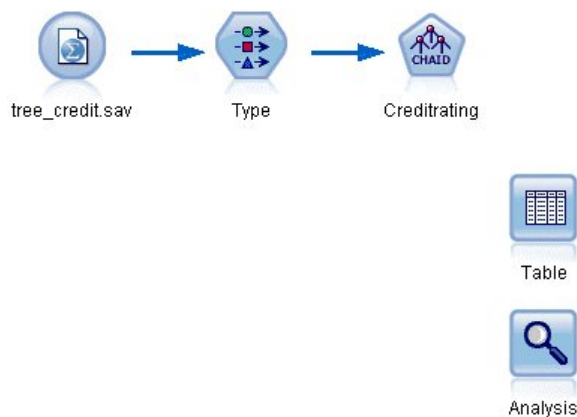 CHAID
tree_credit.sav
Type
Creditrating
Table
Analysis